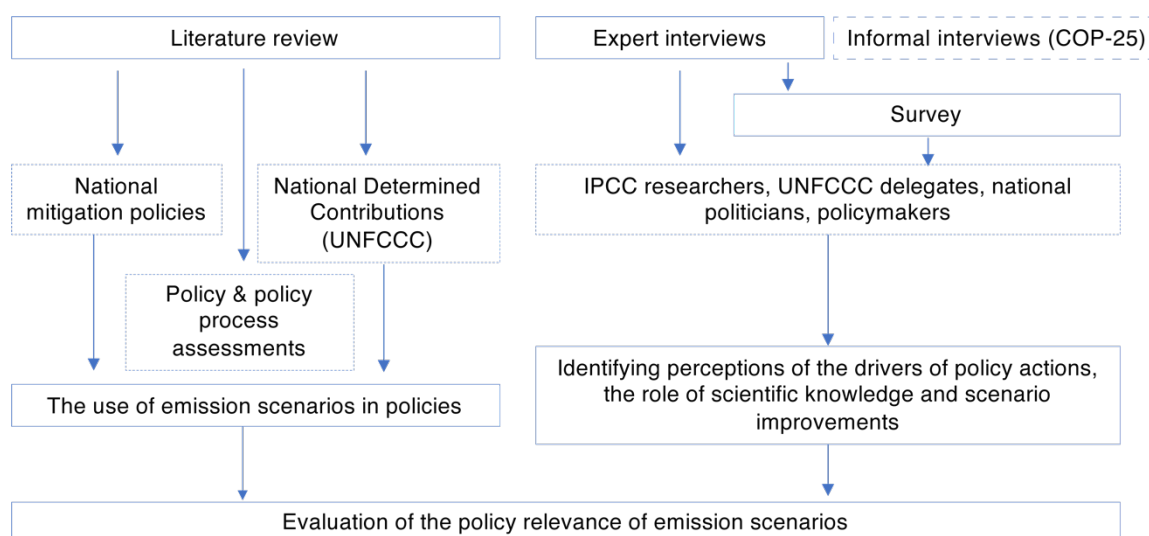 Literature review
Expert interviews
Informal interviews (COP-25)
Survey
National
mitigation policies
National Determined
Contributions
(UNFCCC)
IPCC researchers, UNFCCC delegates, national
politicians, policymakers
Policy & policy
process
assessments
The use of emission scenarios in policies
Identifying perceptions of the drivers of policy actions,
the role of scientific knowledge and scenario
improvements
Evaluation of the policy relevance of emission scenarios